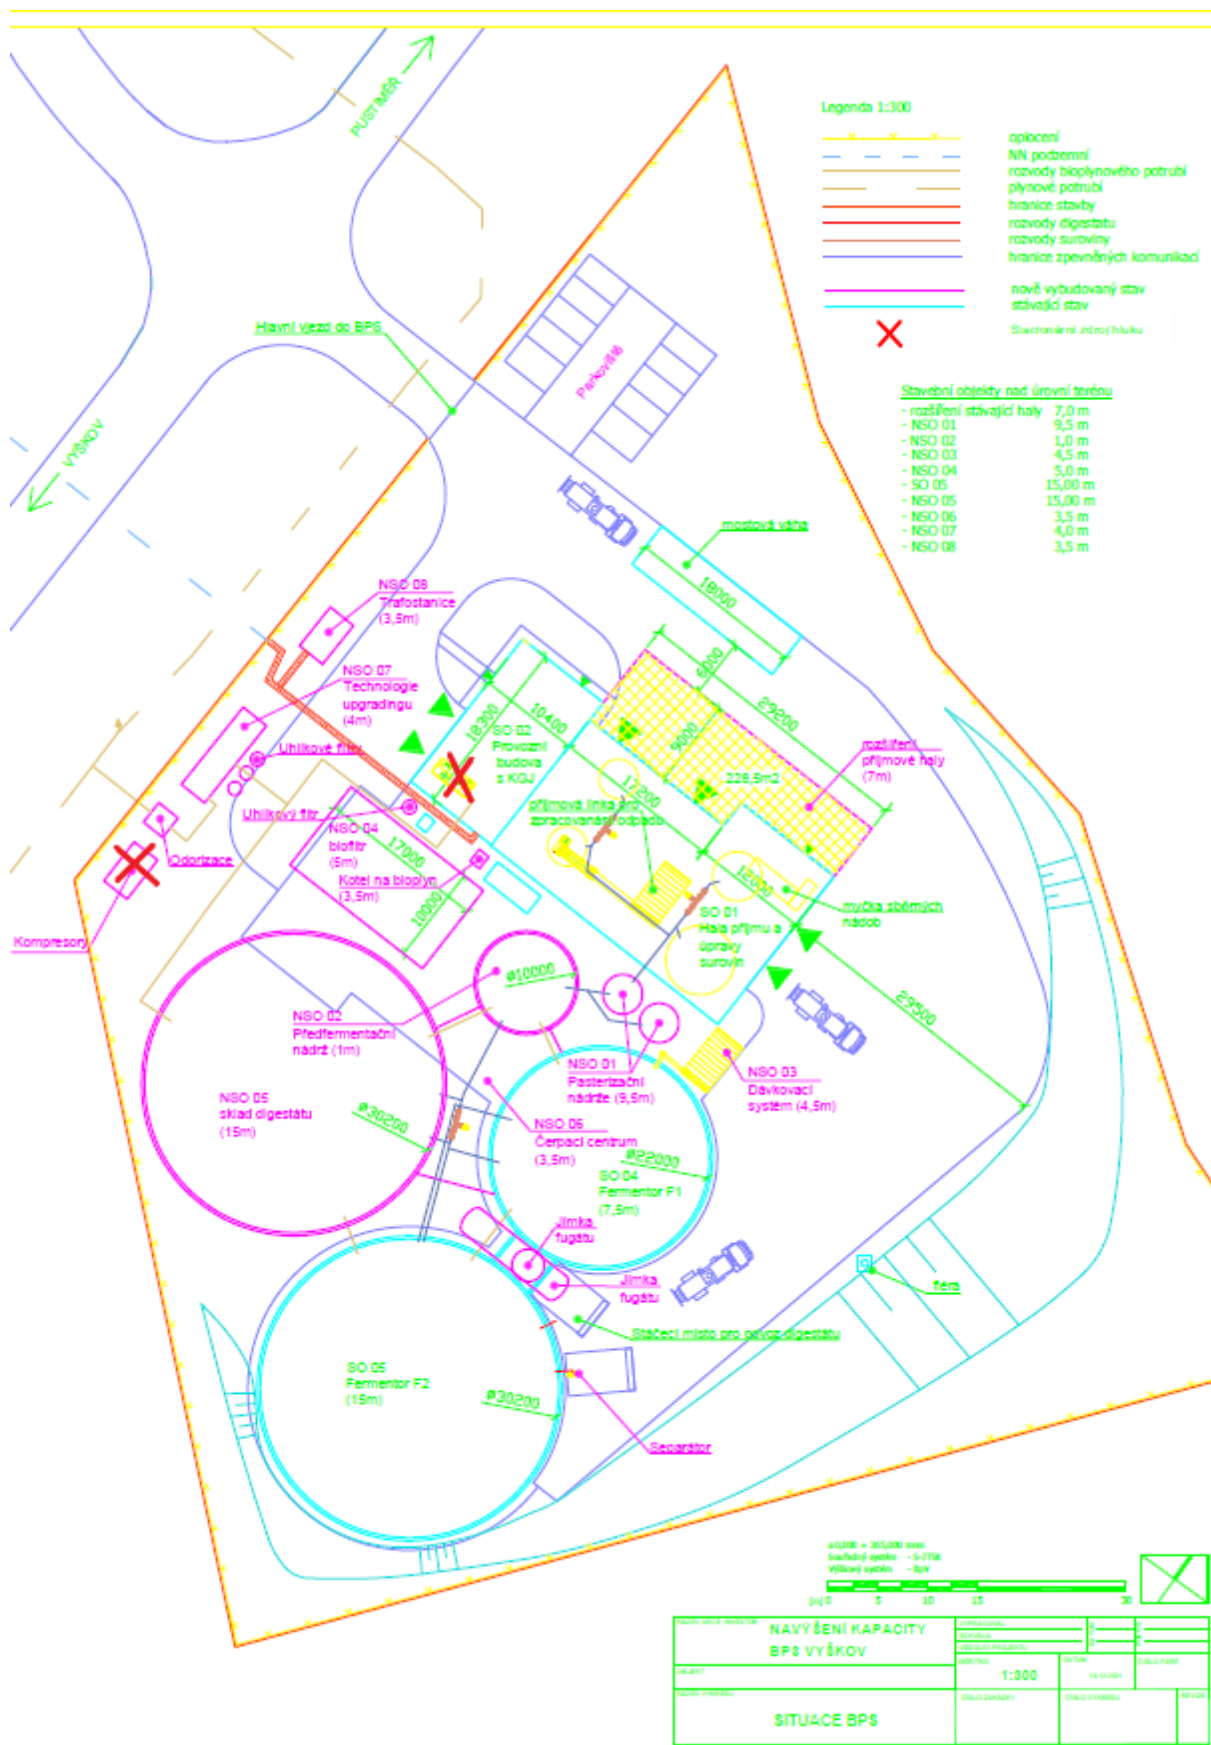 PUSTIMĚŘ
Legenda 1:300
oplocení
NN podzemní
rozvody bioplynového potrubí
plynové potrubí
hranice stavby
rozvody digestatu
rozvody suroviny
hranice zpevněných komunikací
nově vybudovaný stav
stávající stav
Stacionární zdroj hluku
Hlavní vjezd do BPS
Parkoviště
VYŠKOV
Stavební objekty nad úrovní terénu
- rozšíření stávající haly 7,0 m
- NSO 01 9,5 m
- NSO 02 1,0 m
- NSO 03 4,5 m
- NSO 04 5,0 m
- SO 05 15,00 m
- NSO 05 15,00 m
- NSO 06 3,5 m
- NSO 07 4,0 m
- NSO 08 3,5 m
mostová váha
18000
NSO 08
Trafostanice
(3,5m)
NSO 07
Technologie
upgradingu
(4m)
Uhlíkové filtry
6000
29200
9000
10400
18300
SO 02
Provozní
budova
s KGJ
rozšíření
příjmové haly
(7m)
228,5m2
17200
příjmová linka pro
zpracovanání odpadu
Uhlíkový filtr
NSO 04
biofiltr
(5m)
17000
Kotel na bioplyn
(3,5m)
10000
Odorizace
Kompresory
12000
SO 01
Hala příjmu a
úpravy
surovin
myčka sběrných
nádob
29500
Ø10000
NSO 02
Předfermentační
nádrž (1m)
NSO 01
Pasterizační
nádrže (9,5m)
NSO 03
Dávkovací
systém (4,5m)
NSO 05
sklad digestátu
(15m)
Ø30200
NSO 06
Čerpací centrum
(3,5m)
Ø22000
SO 04
Fermentor F1
(7,5m)
Jímka
fugátu
Jímka
fugátu
fléra
Stáčecí místo pro odvoz digestátu
SO 05
Fermentor F2
(15m)
Ø30200
Separátor
Souřadný systém - S-JTSK
Výškový systém - BpV
[m] 0 5 10 15 30
NAVÝŠENÍ KAPACITY
BPS VYŠKOV
1:300
SITUACE BPS